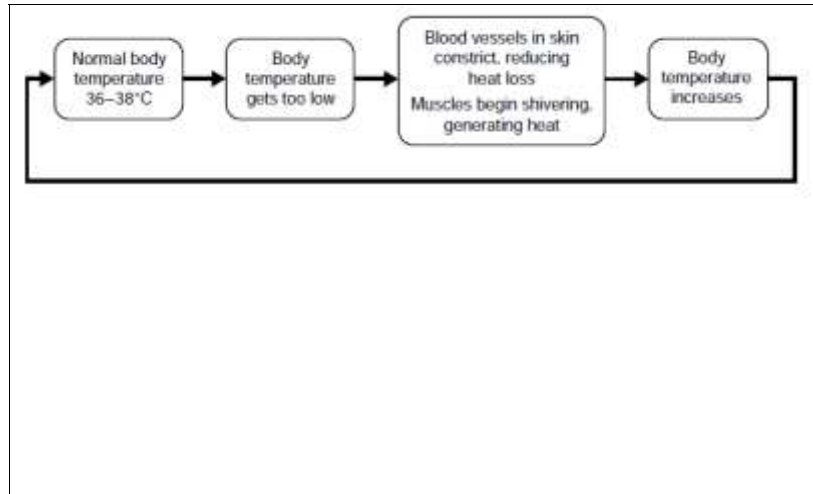 Normal body
temperature
36–38°C
Body
temperature
gets too low
Blood vessels in skin
constrict, reducing
heat loss
Muscles begin shivering,
generating heat
Body
temperature
increases